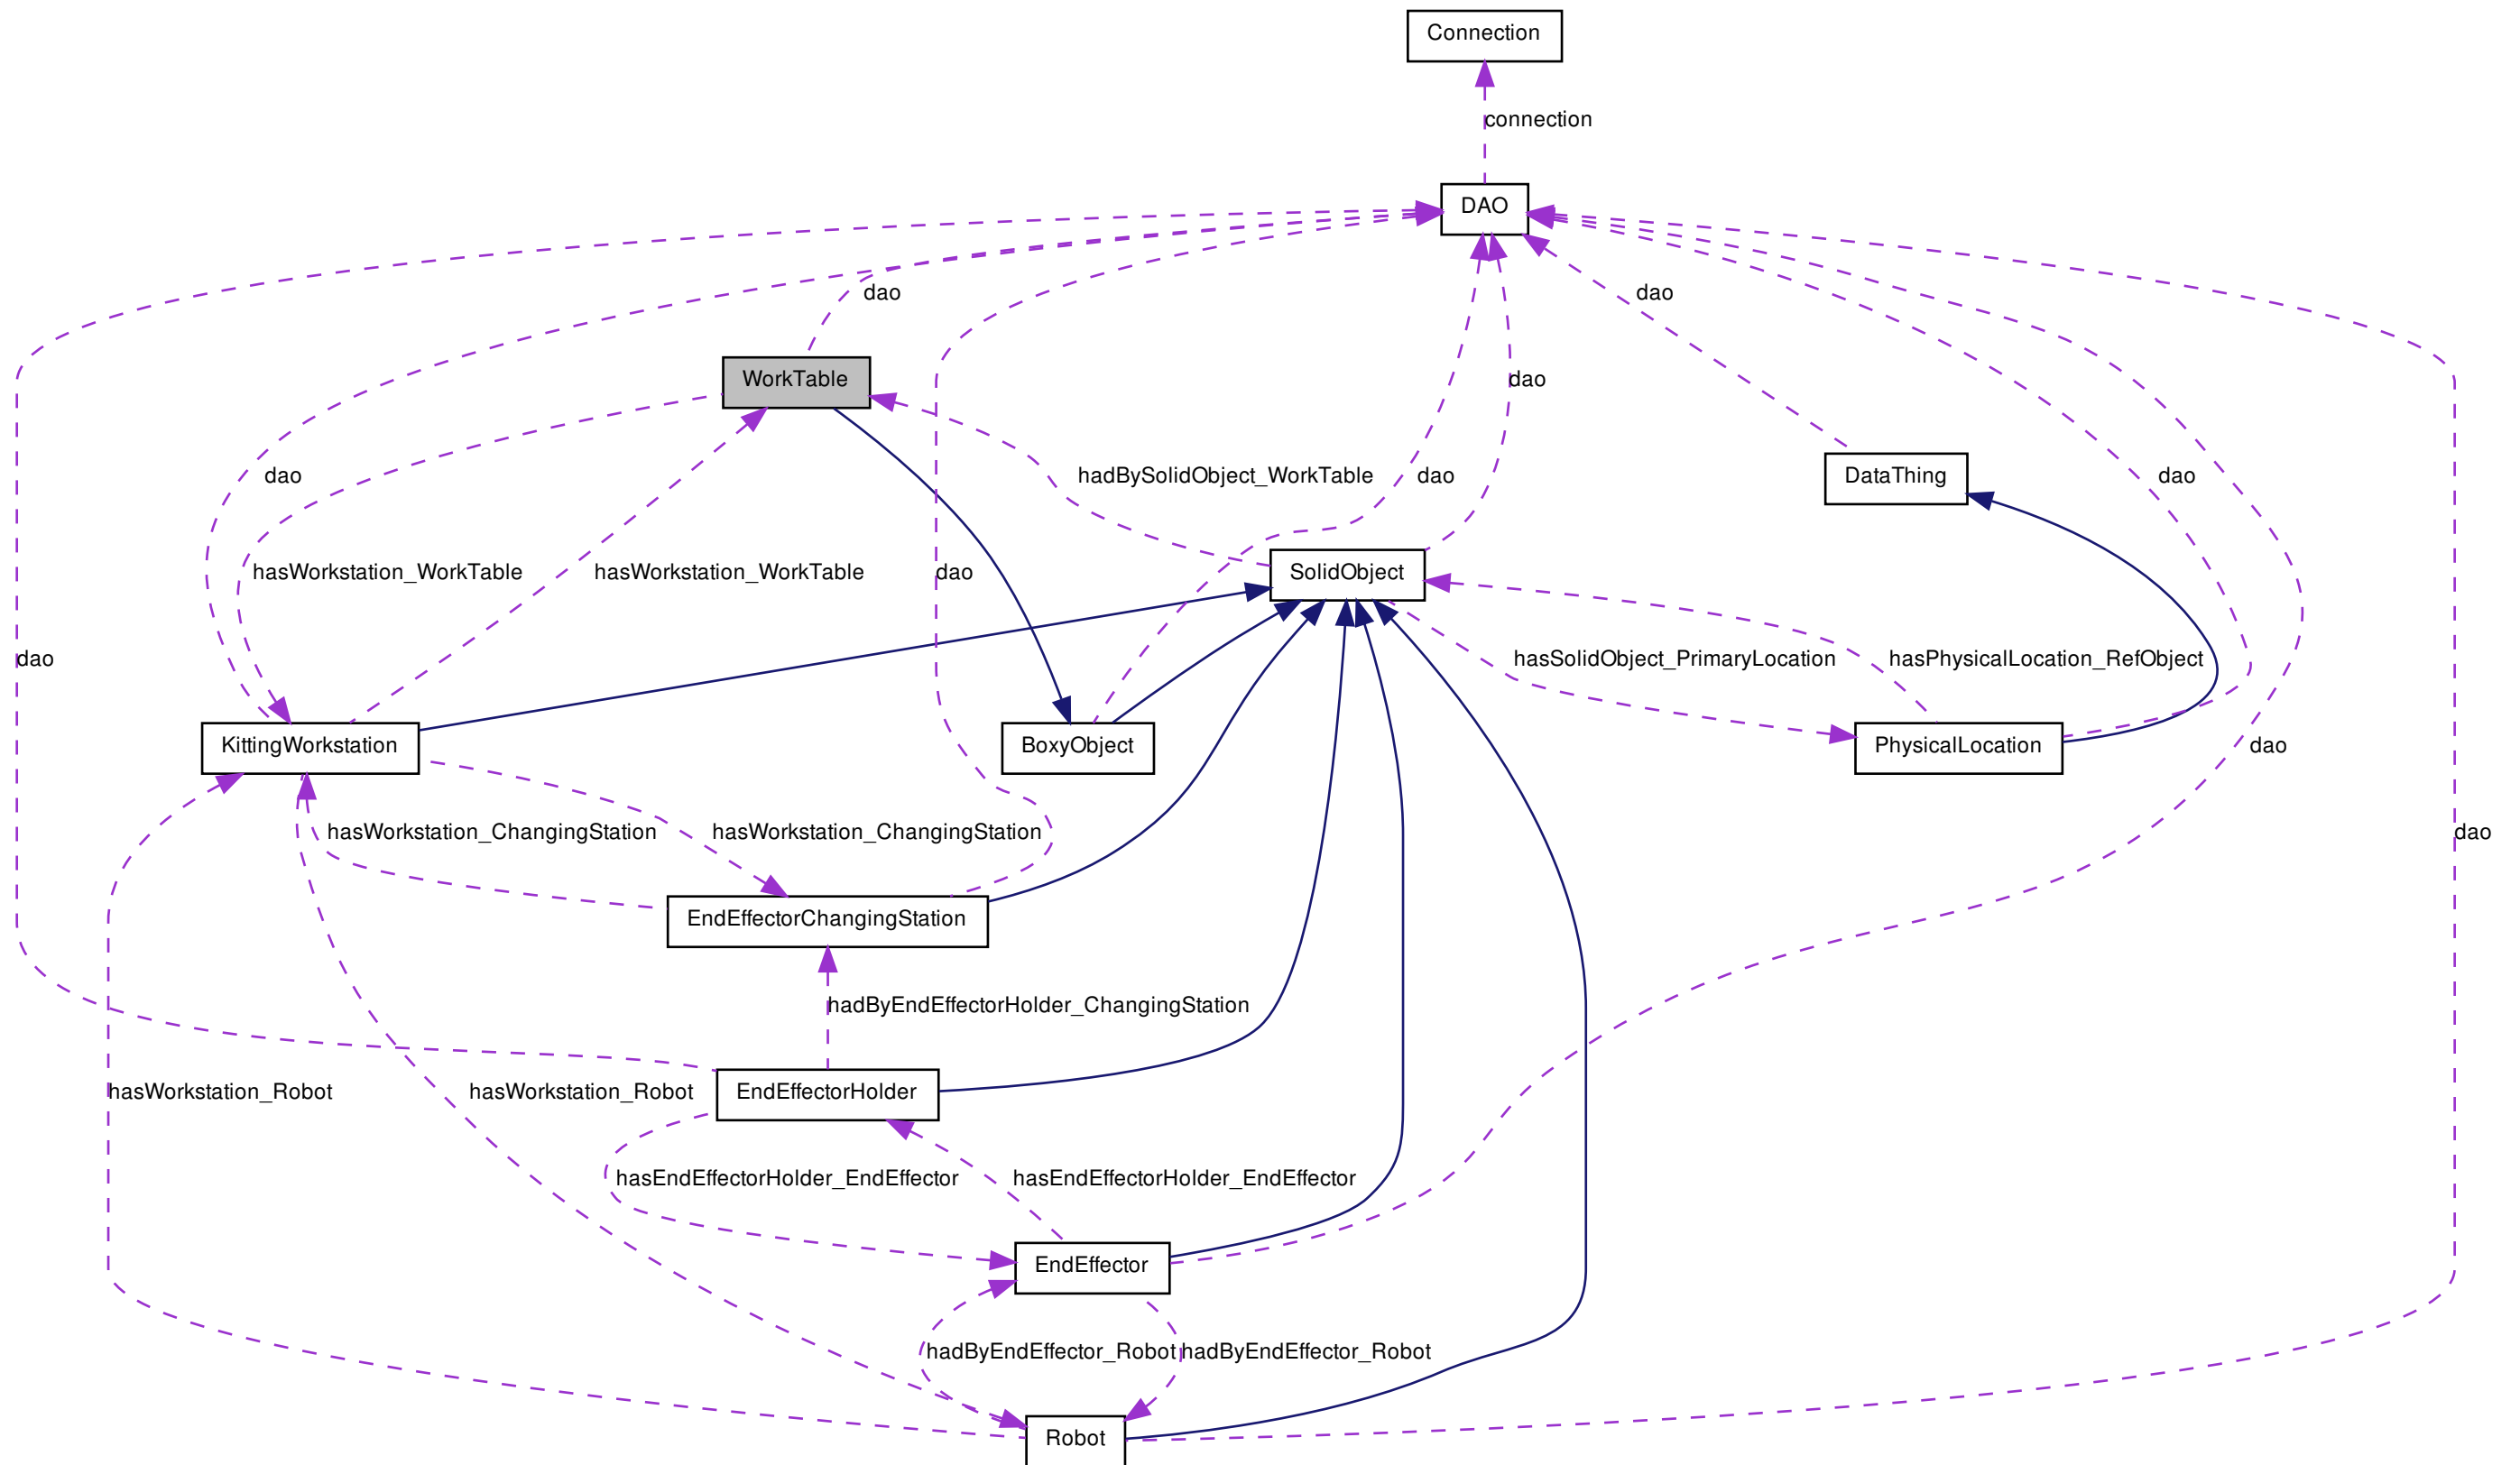 Connection
connection
DAO
dao
WorkTable
dao
dao
hadBySolidObject_WorkTable
dao
DataThing
dao
dao
hasWorkstation_WorkTable
hasWorkstation_WorkTable
dao
SolidObject
dao
hasSolidObject_PrimaryLocation
hasPhysicalLocation_RefObject
KittingWorkstation
BoxyObject
PhysicalLocation
dao
hasWorkstation_ChangingStation
hasWorkstation_ChangingStation
dao
EndEffectorChangingStation
hadByEndEffectorHolder_ChangingStation
hasWorkstation_Robot
hasWorkstation_Robot
EndEffectorHolder
hasEndEffectorHolder_EndEffector
hasEndEffectorHolder_EndEffector
EndEffector
hadByEndEffector_Robot
hadByEndEffector_Robot
Robot